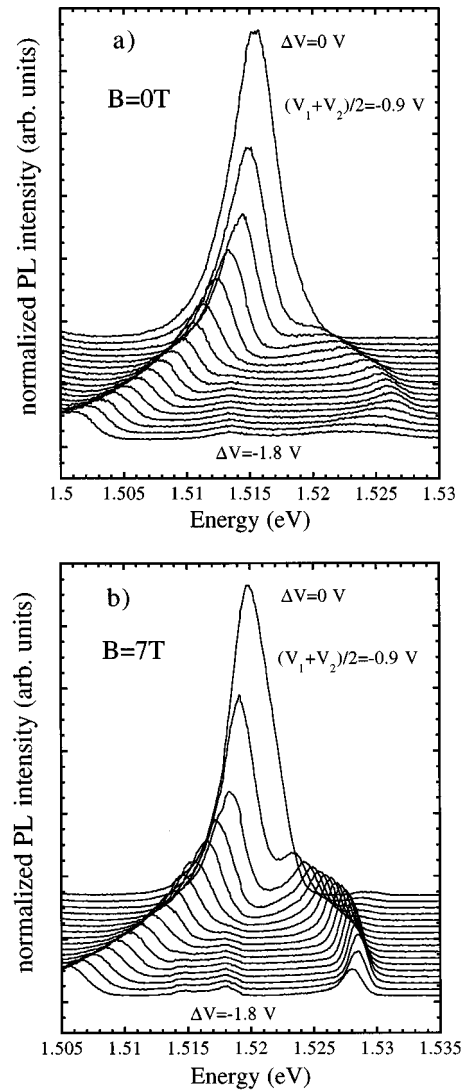 a)
ΔV=0 V
B=0T
(V₁+V₂)/2=-0.9 V
normalized PL intensity (arb. units)
ΔV=-1.8 V
1.5 1.505 1.51 1.515 1.52 1.525 1.53
Energy (eV)
b)
ΔV=0 V
B=7T
(V₁+V₂)/2=-0.9 V
normalized PL intensity (arb. units)
ΔV=-1.8 V
1.505 1.51 1.515 1.52 1.525 1.53 1.535
Energy (eV)